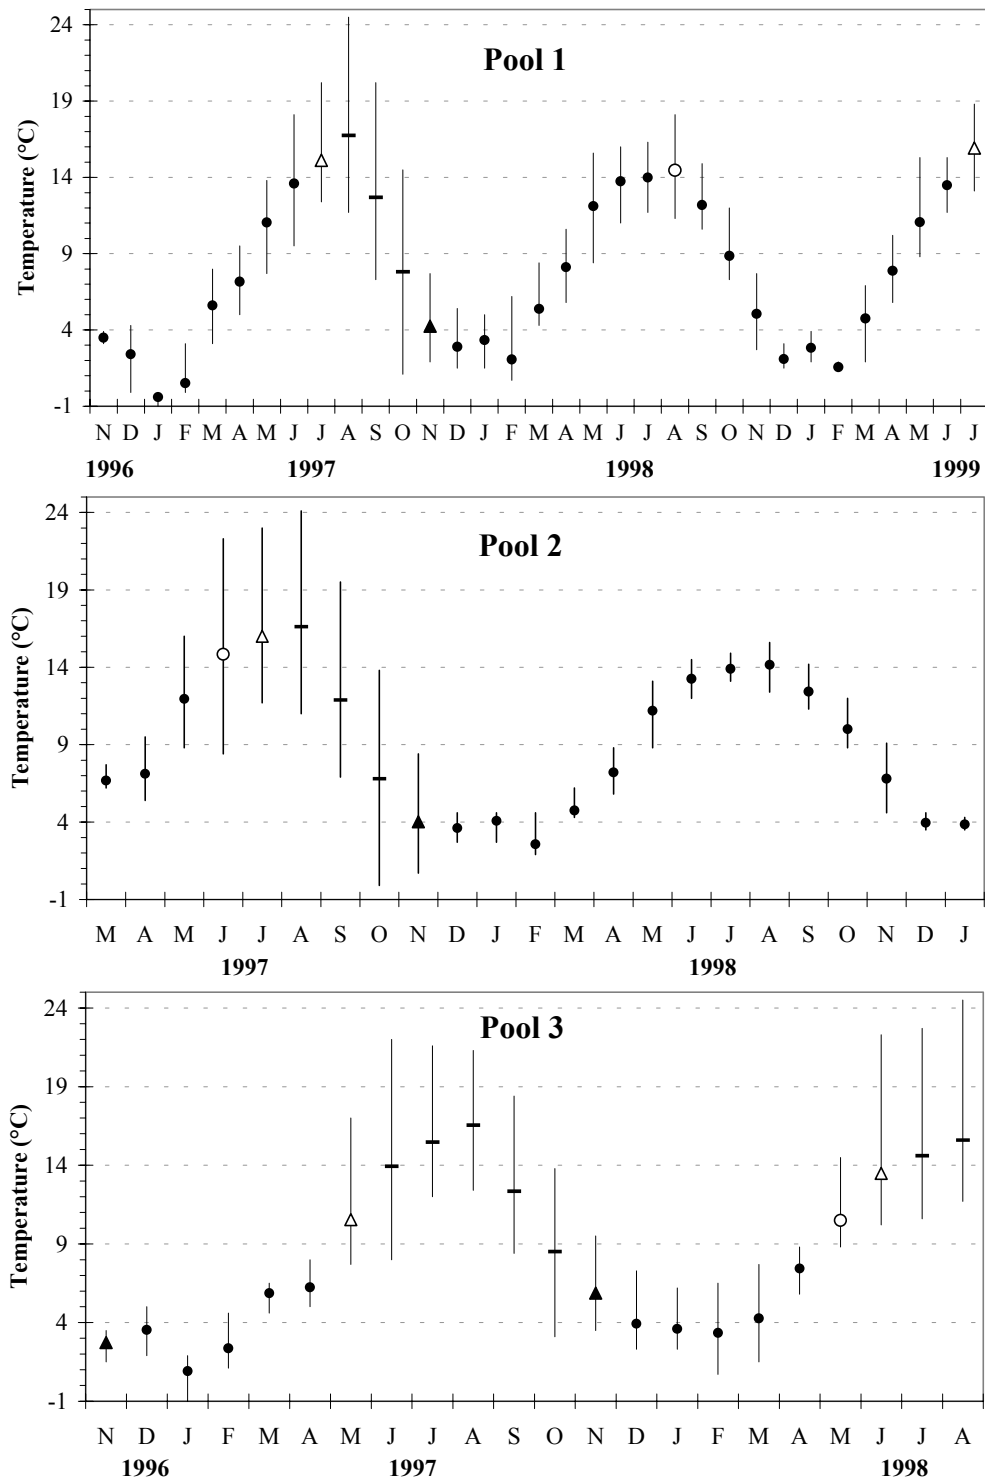 Pool 1
Temperature (°C)
24
19
14
9
4
-1
N D J F M A M J J A S O N D J F M A M J J A S O N D J F M A M J J
1996 1997 1998 1999
Pool 2
Temperature (°C)
24
19
14
9
4
-1
M A M J J A S O N D J F M A M J J A S O N D J
1997 1998
Pool 3
Temperature (°C)
24
19
14
9
4
-1
N D J F M A M J J A S O N D J F M A M J J A
1996 1997 1998